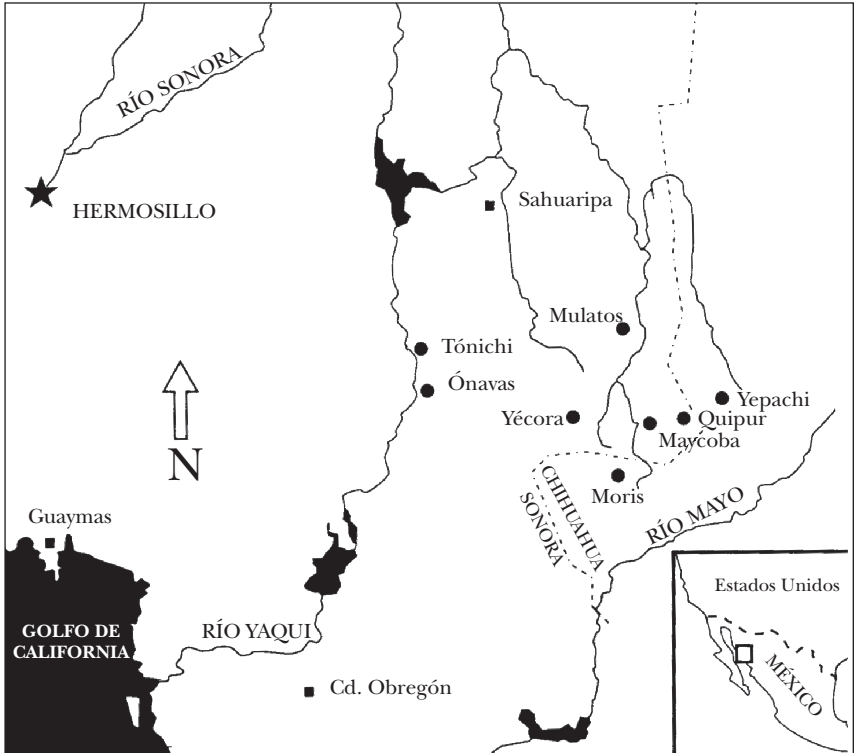 RÍO SONORA
HERMOSILLO
Sahuaripa
Mulatos
Tónichi
Ónavas
Yepachi
Yécora
Quipur
Maycoba
N
Moris
CHIHUAHUA
SONORA
RÍO MAYO
Guaymas
Estados Unidos
GOLFO DE
CALIFORNIA
RÍO YAQUI
MÉXICO
Cd. Obregón